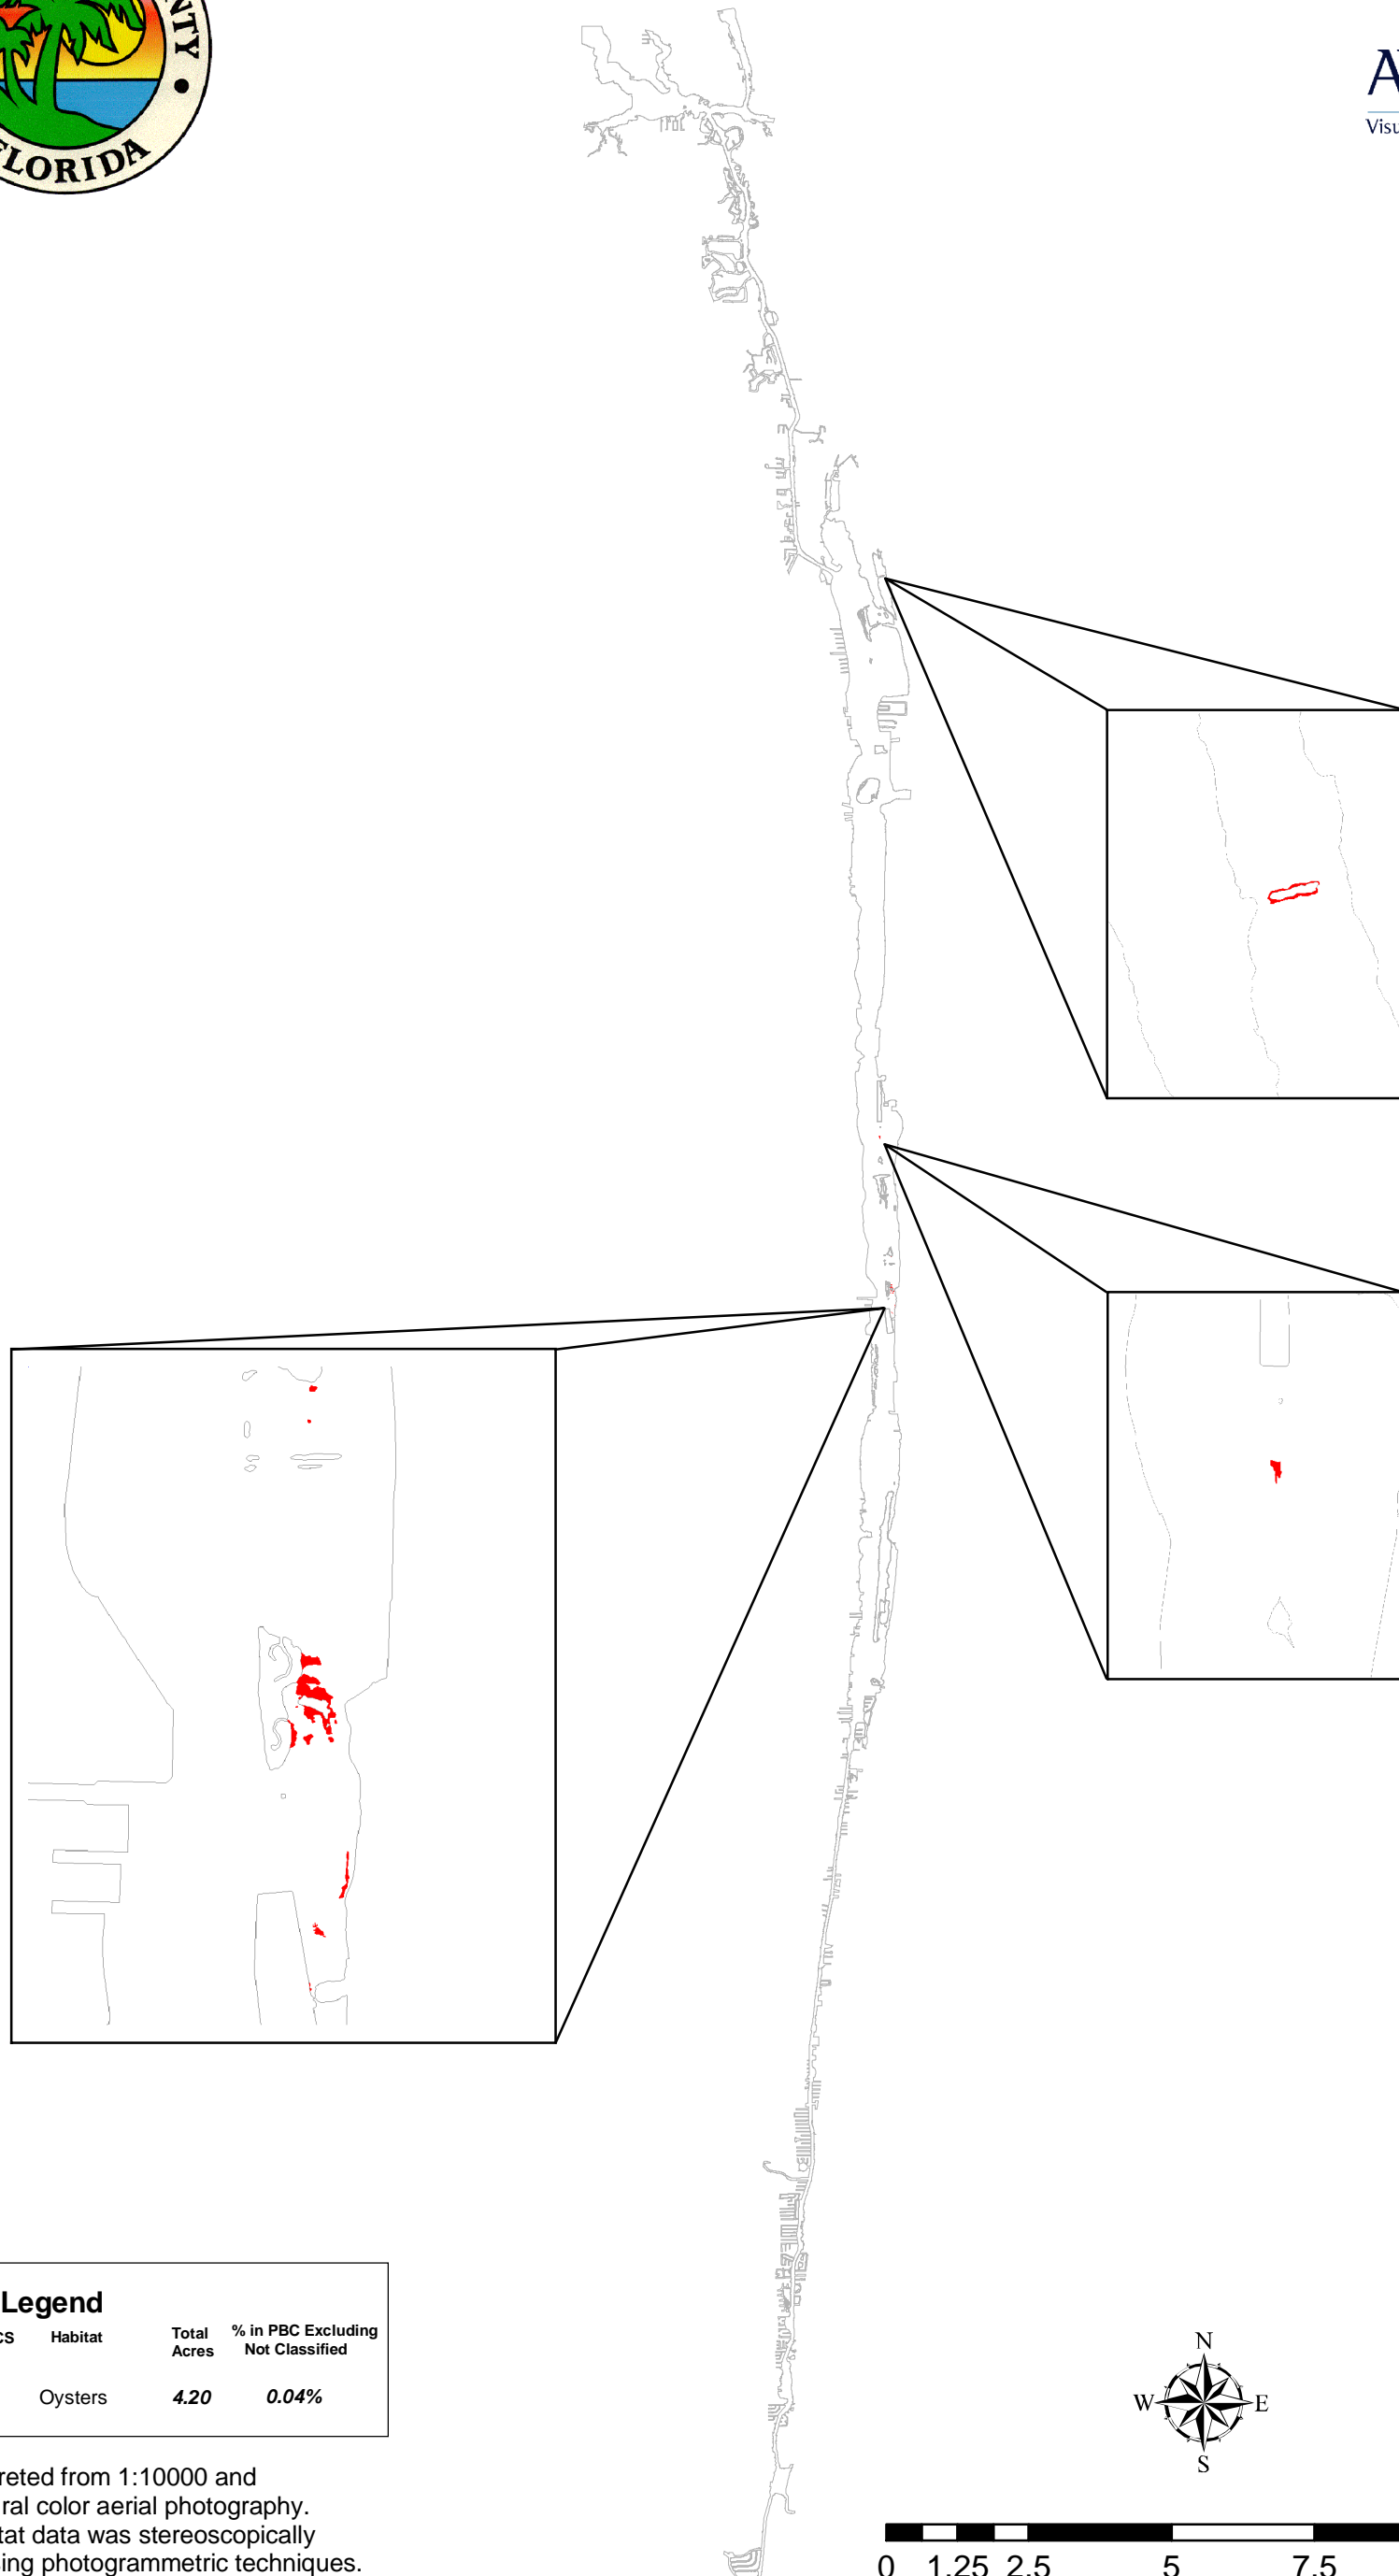 NTY •
FLORIDA
A
Visu
Legend
CS Habitat Total Acres % in PBC Excluding Not Classified
Oysters 4.20 0.04%
reted from 1:10000 and
ral color aerial photography.
tat data was stereoscopically
sing photogrammetric techniques.
N
W E
S
0 1.25 2.5 5 7.5